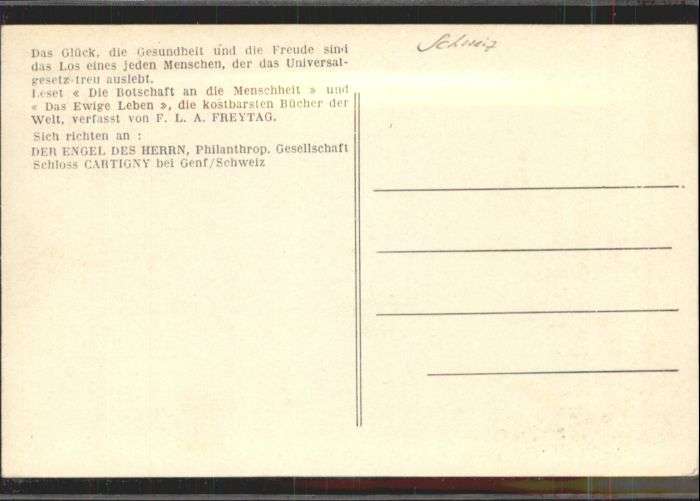 Schweiz
Das Glück, die Gesundheit und die Freude sind
das Los eines jeden Menschen, der das Universal-
gesetz treu auslebt.
Leset « Die Botschaft an die Menschheit » und
« Das Ewige Leben », die kostbarsten Bücher der
Welt, verfasst von F. L. A. FREYTAG.
Sich richten an :
DER ENGEL DES HERRN, Philanthrop. Gesellschaft
Schloss CARTIGNY bei Genf/Schweiz